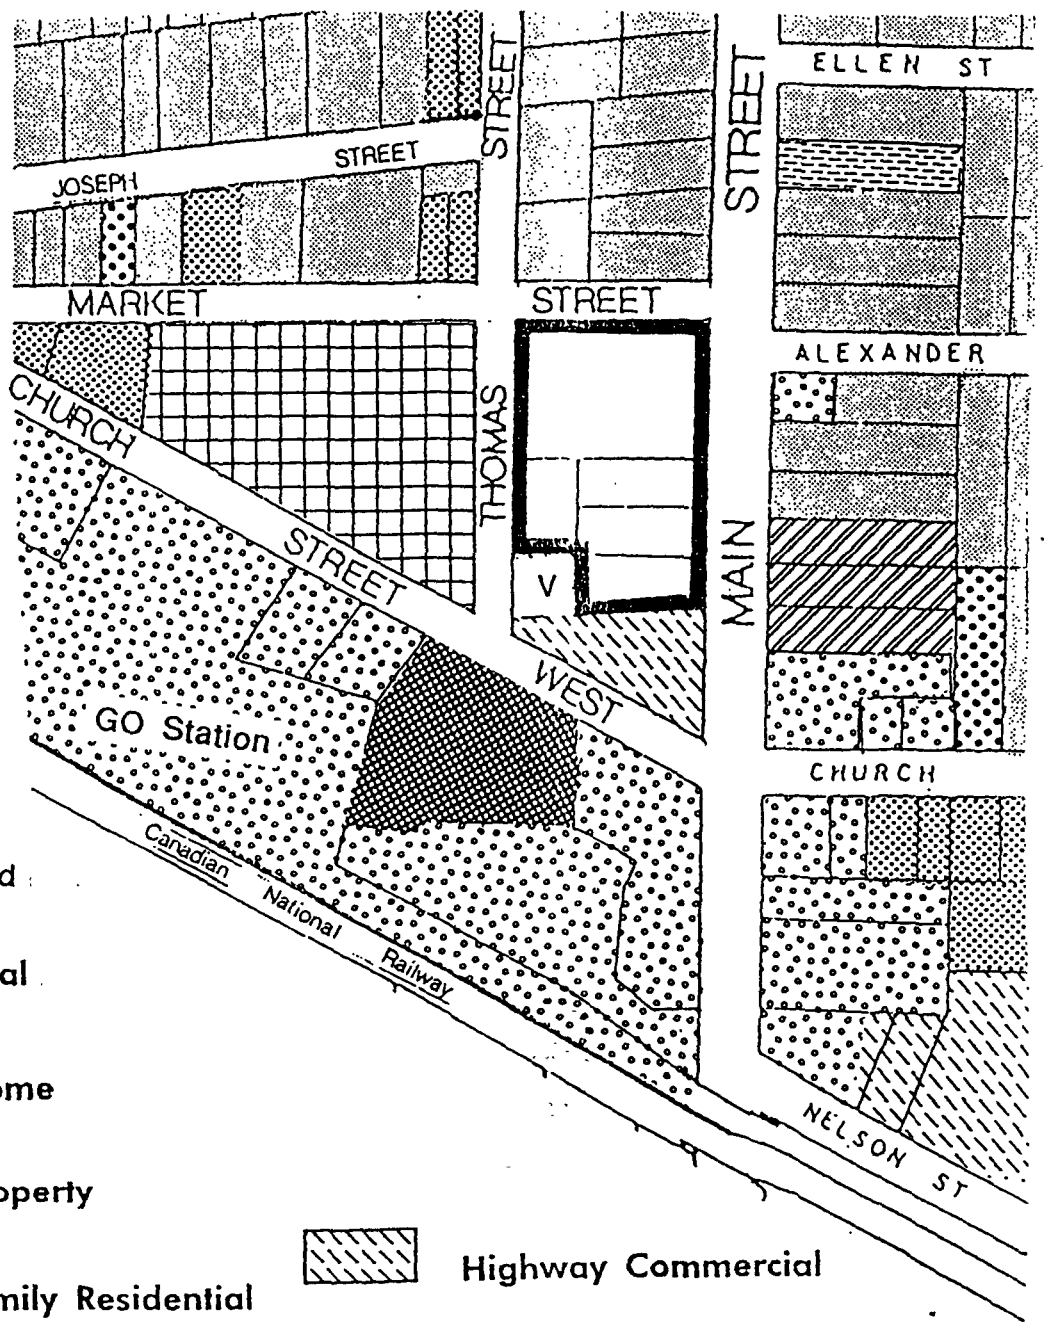 ELLEN ST
STREET
STREET
JOSEPH STREET
MARKET STREET
ALEXANDER
CHURCH STREET WEST
THOMAS
MAIN
V
GO Station
CHURCH
Canadian National Railway
NELSON ST
d
al
ome
operty
mily Residential
Highway Commercial